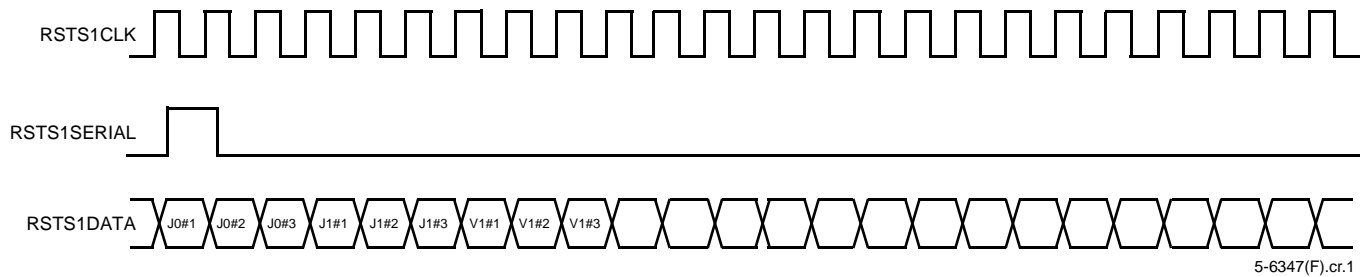 RSTS1CLK
RSTS1SERIAL
RSTS1DATA J0#1 J0#2 J0#3 J1#1 J1#2 J1#3 V1#1 V1#2 V1#3
5-6347(F).cr.1